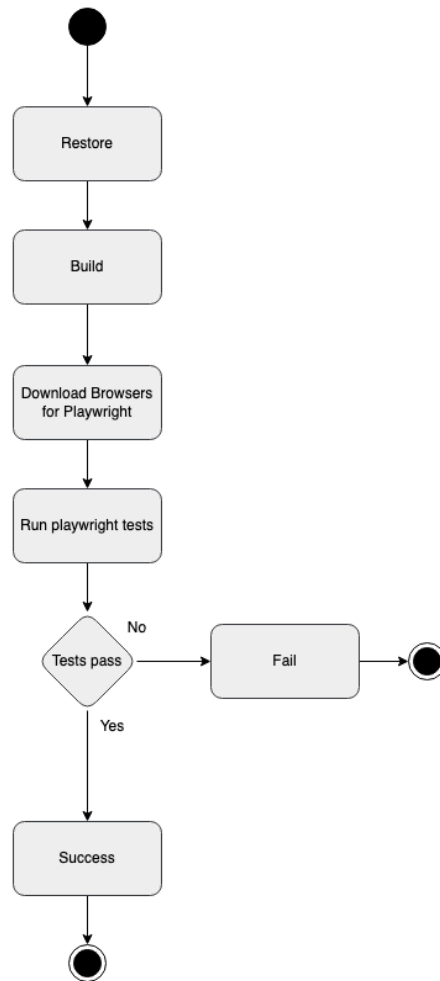 Restore
Build
Download Browsers
for Playwright
Run playwright tests
No
Tests pass
Fail
Yes
Success